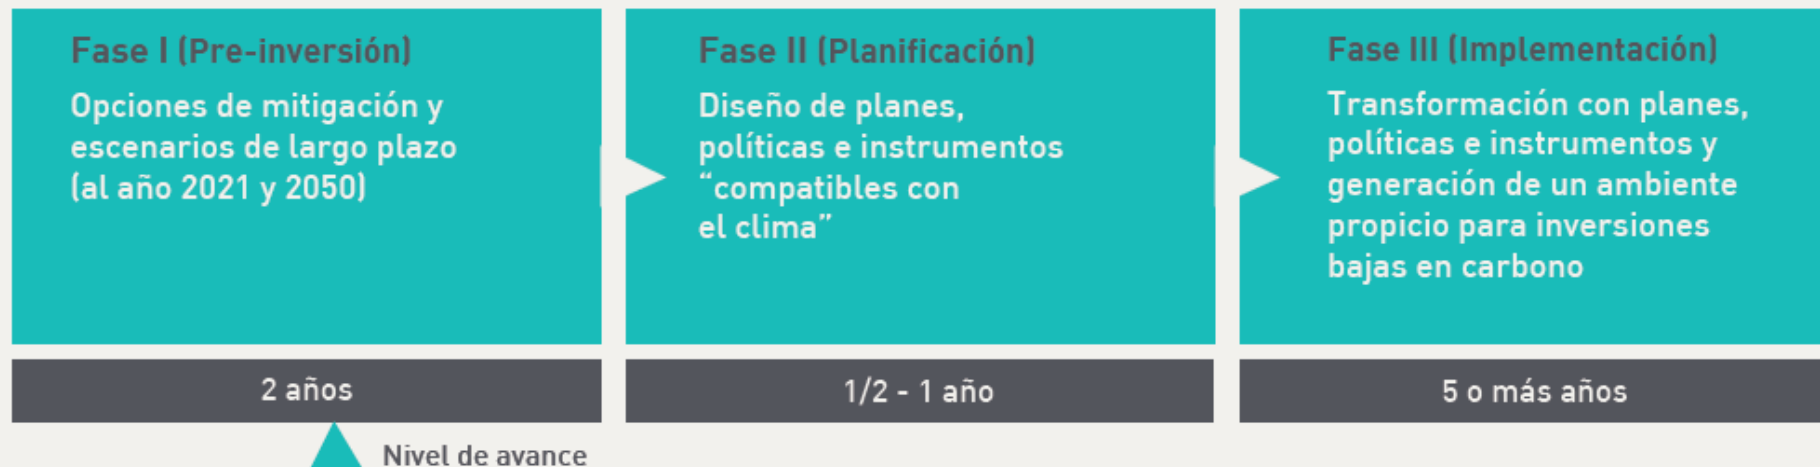 Fase I (Pre-inversión)
Opciones de mitigación y
escenarios de largo plazo
(al año 2021 y 2050)
Fase II (Planificación)
Diseño de planes,
políticas e instrumentos
“compatibles con
el clima”
Fase III (Implementación)
Transformación con planes,
políticas e instrumentos y
generación de un ambiente
propicio para inversiones
bajas en carbono
2 años
1/2 - 1 año
5 o más años
Nivel de avance